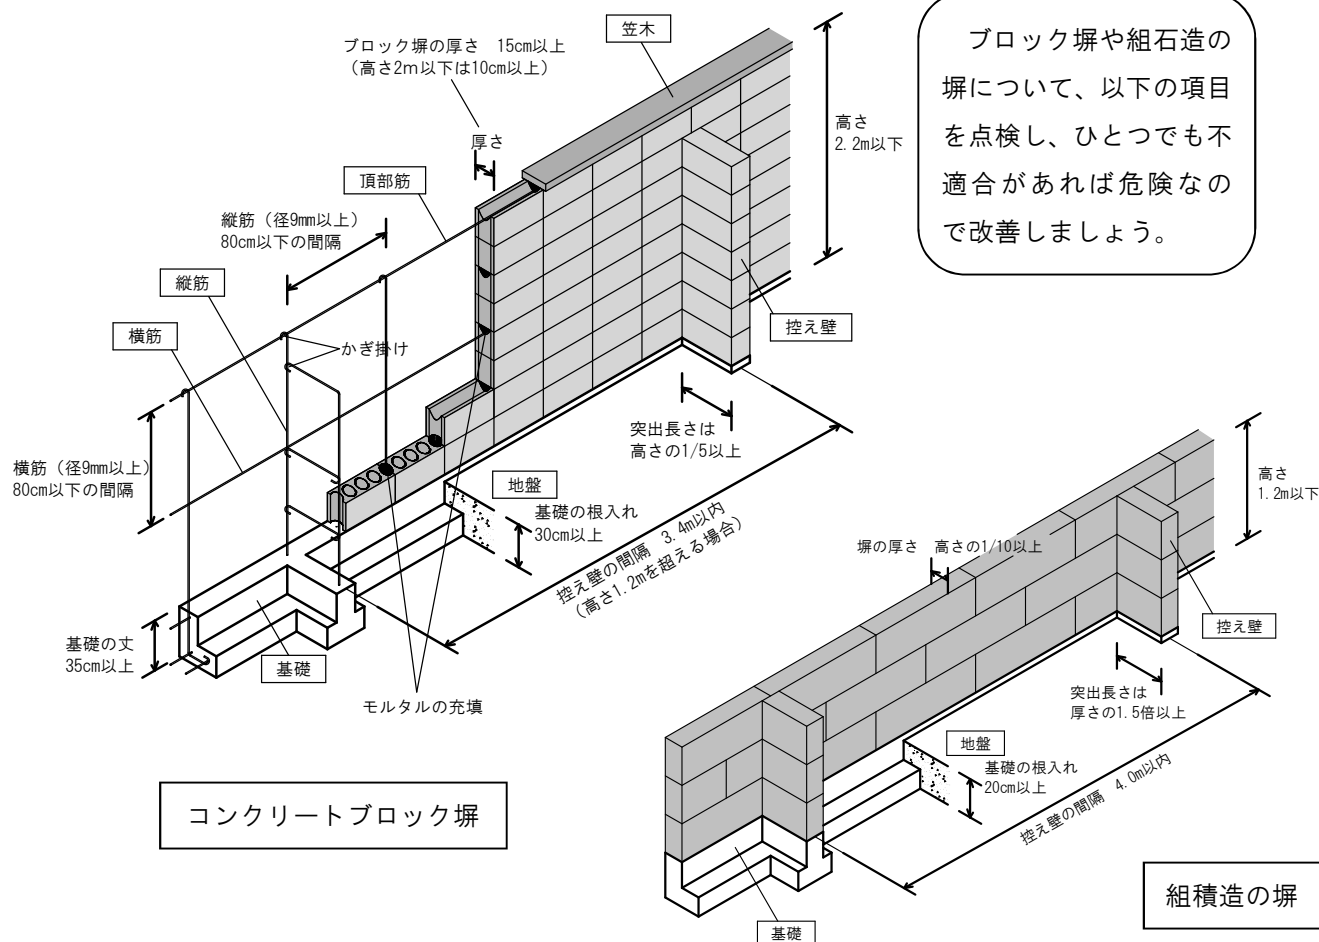 笠木
ブロック塀の厚さ 15cm以上
(高さ2m以下は10cm以上)
厚さ
高さ
2.2m以下
頂部筋
縦筋(径9mm以上)
80cm以下の間隔
縦筋
横筋
かぎ掛け
控え壁
横筋(径9mm以上)
80cm以下の間隔
突出長さは
高さの1/5以上
地盤
基礎の根入れ
30cm以上
控え壁の間隔 3.4m以内
(高さ1.2mを超える場合)
基礎の丈
35cm以上
基礎
モルタルの充填
コンクリートブロック塀
ブロック塀や組石造の
塀について、以下の項目
を点検し、ひとつでも不
適合があれば危険なの
で改善しましょう。
高さ
1.2m以下
塀の厚さ 高さの1/10以上
控え壁
突出長さは
厚さの1.5倍以上
地盤
基礎の根入れ
20cm以上
控え壁の間隔 4.0m以内
基礎
組積造の塀